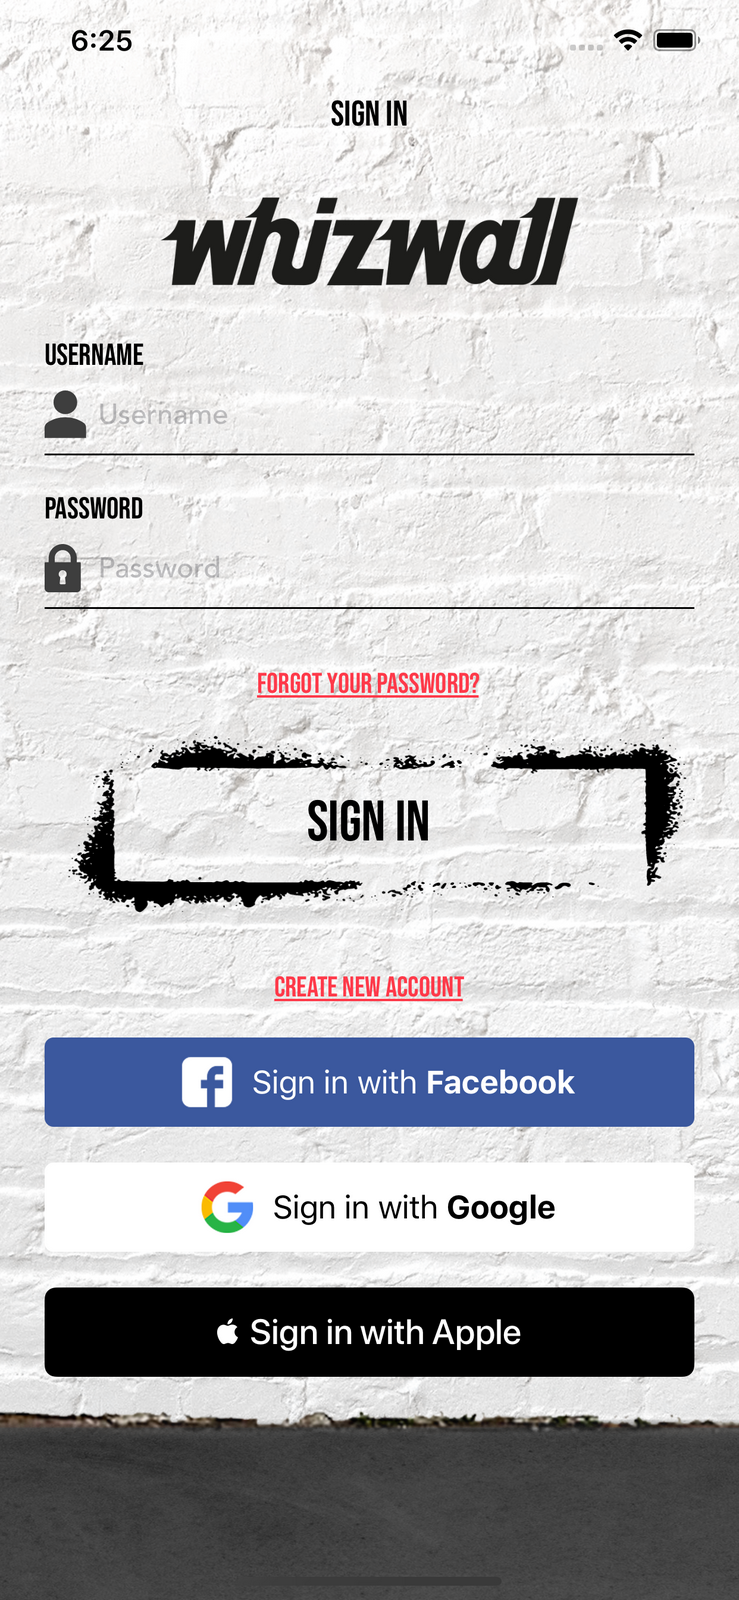 6:25
SIGN IN
whizwall
USERNAME
Username
PASSWORD
Password
FORGOT YOUR PASSWORD?
SIGN IN
CREATE NEW ACCOUNT
Sign in with Facebook
Sign in with Google
Sign in with Apple